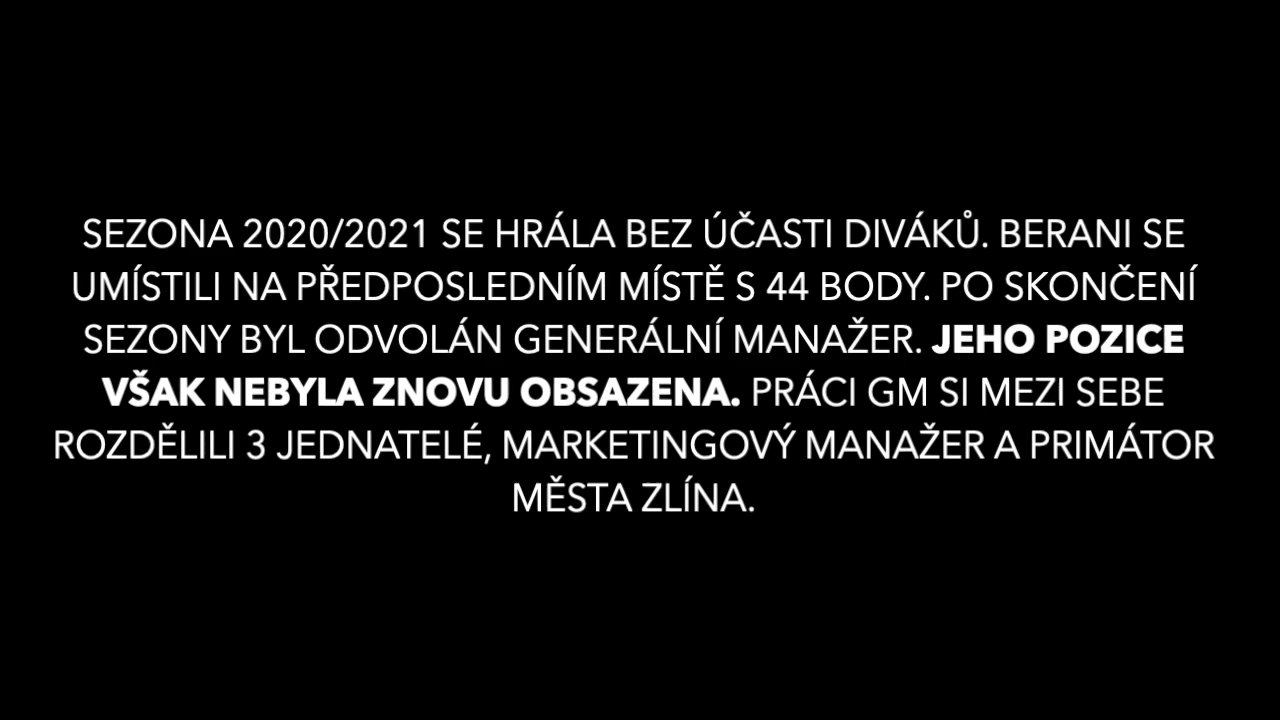 SEZONA 2020/2021 SE HRÁLA BEZ ÚČASTI DIVÁKŮ. BERANI SE
UMÍSTILI NA PŘEDPOSLEDNÍM MÍSTĚ S 44 BODY. PO SKONČENÍ
SEZONY BYL ODVOLÁN GENERÁLNÍ MANAŽER. JEHO POZICE
VŠAK NEBYLA ZNOVU OBSAZENA. PRÁCI GM SI MEZI SEBE
ROZDĚLILI 3 JEDNATELÉ, MARKETINGOVÝ MANAŽER A PRIMÁTOR
MĚSTA ZLÍNA.